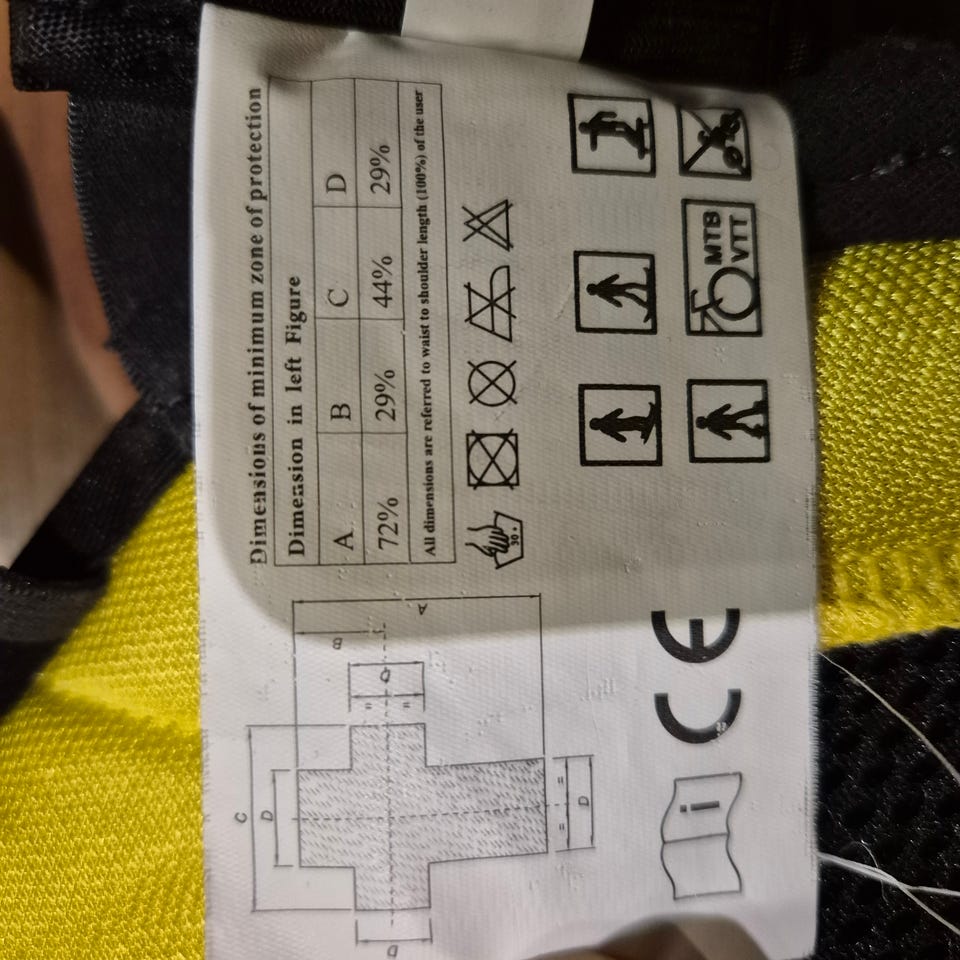 Dimensions of minimum zone of protection
Dimension in left Figure
A B C D
72% 29% 44% 29%
All dimensions are referred to waist to shoulder length (100%) of the user
C
D
D
B
D
=
=
A
= =
D
30°
i
CE
MTB
VTT